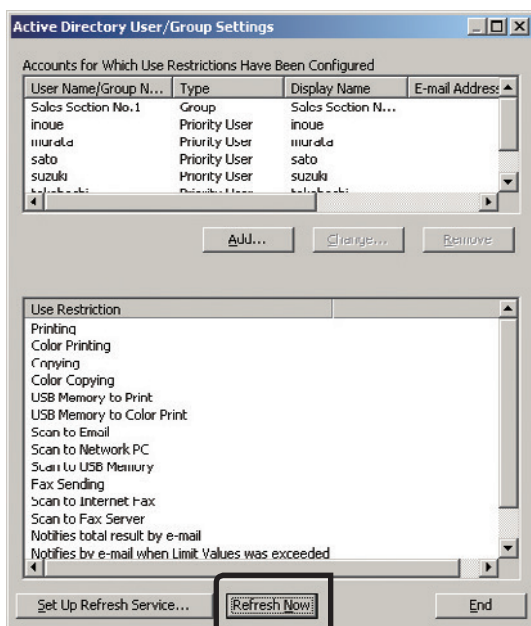 Active Directory User/Group Settings
Accounts for Which Use Restrictions Have Been Configured
User Name/Group N... Type Display Name E-mail Address
Sales Section No.1 Group Sales Section N...
inoue Priority User inoue
murata Priority User murata
sato Priority User sato
suzuki Priority User suzuki
Add... Change... Remove
Use Restriction
Printing
Color Printing
Copying
Color Copying
USB Memory to Print
USB Memory to Color Print
Scan to Email
Scan to Network PC
Scan to USB Memory
Fax Sending
Scan to Internet Fax
Scan to Fax Server
Notifies total result by e-mail
Notifies by e-mail when Limit Values was exceeded
Set Up Refresh Service... Refresh Now End